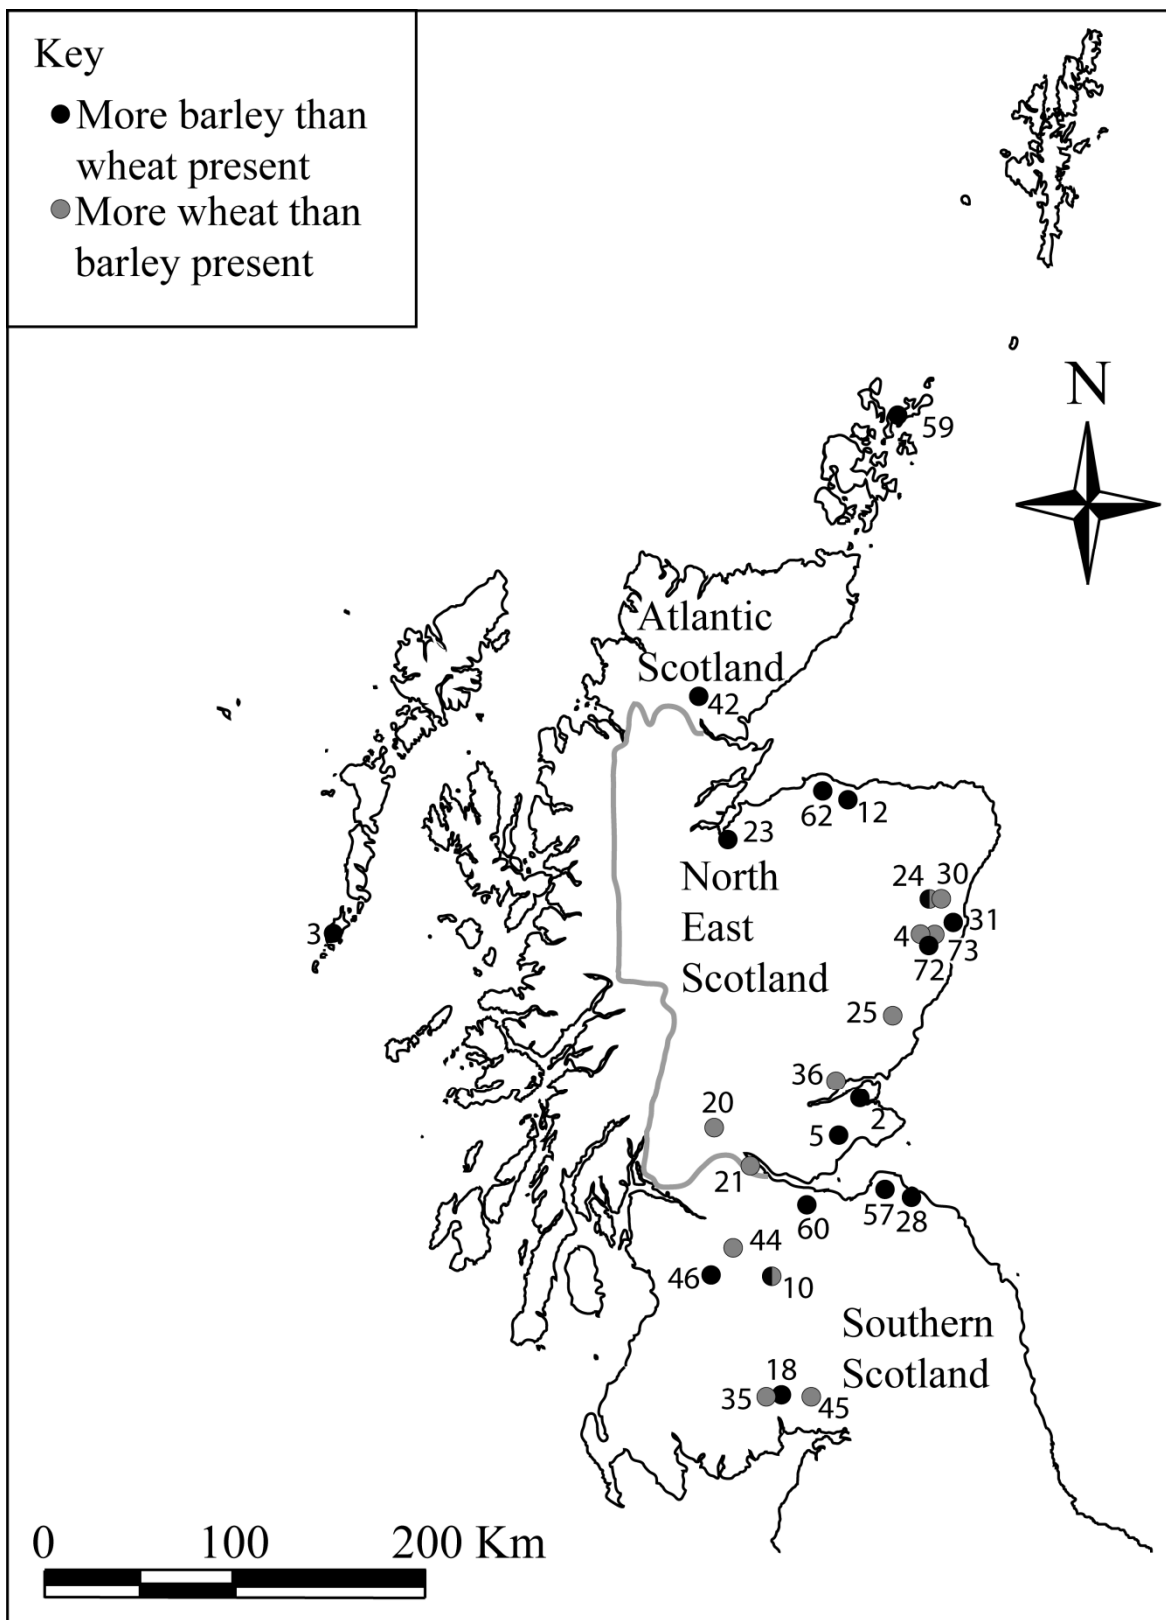 Key
More barley than
wheat present
More wheat than
barley present
N
59
Atlantic
Scotland
42
62
12
23
North
East
Scotland
24
30
31
4
73
72
3
25
36
2
20
5
21
57
28
60
44
46
10
Southern
Scotland
18
35
45
0 100 200 Km